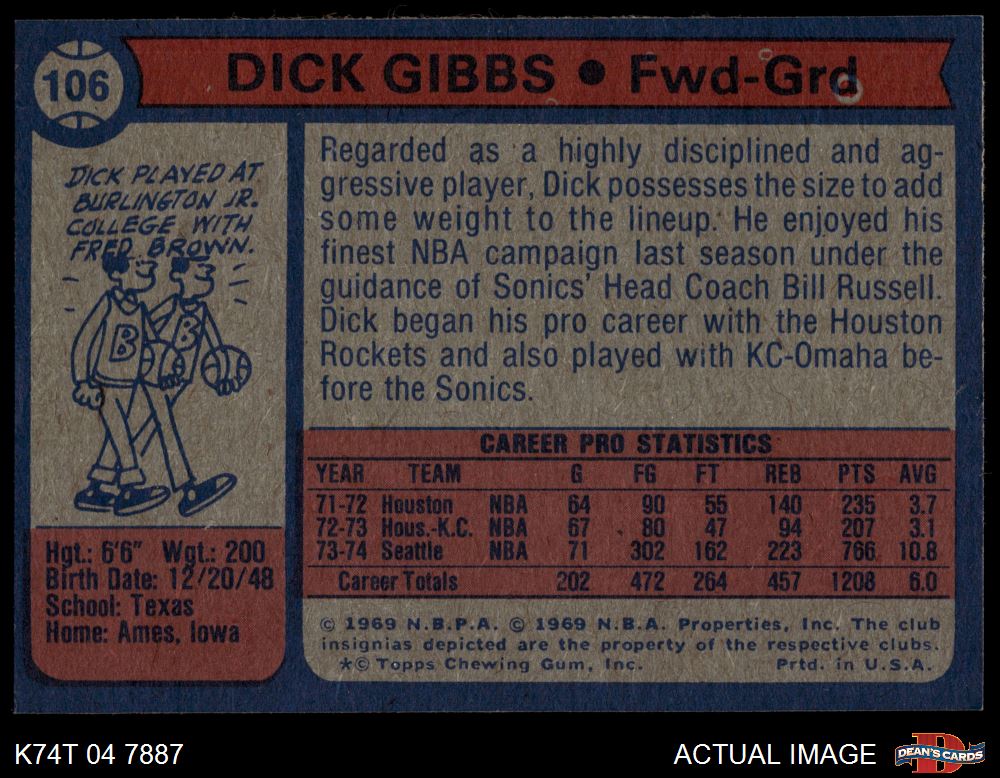 106
DICK GIBBS • Fwd-Grd
DICK PLAYED AT
BURLINGTON JR.
COLLEGE WITH
FRED BROWN.
B
B
Regarded as a highly disciplined and ag-
gressive player, Dick possesses the size to add
some weight to the lineup. He enjoyed his
finest NBA campaign last season under the
guidance of Sonics' Head Coach Bill Russell.
Dick began his pro career with the Houston
Rockets and also played with KC-Omaha be-
fore the Sonics.
CAREER PRO STATISTICS
YEAR TEAM G FG FT REB PTS AVG
71-72 Houston NBA 64 90 55 140 235 3.7
72-73 Hous.-K.C. NBA 67 80 47 94 207 3.1
73-74 Seattle NBA 71 302 162 223 766 10.8
Career Totals 202 472 264 457 1208 6.0
Hgt.: 6'6" Wgt.: 200
Birth Date: 12/20/48
School: Texas
Home: Ames, Iowa
© 1969 N.B.P.A. © 1969 N.B.A. Properties, Inc. The club
insignias depicted are the property of the respective clubs.
*© Topps Chewing Gum, Inc. Prtd. in U.S.A.
K74T 04 7887
ACTUAL IMAGE
DEAN'S CARDS